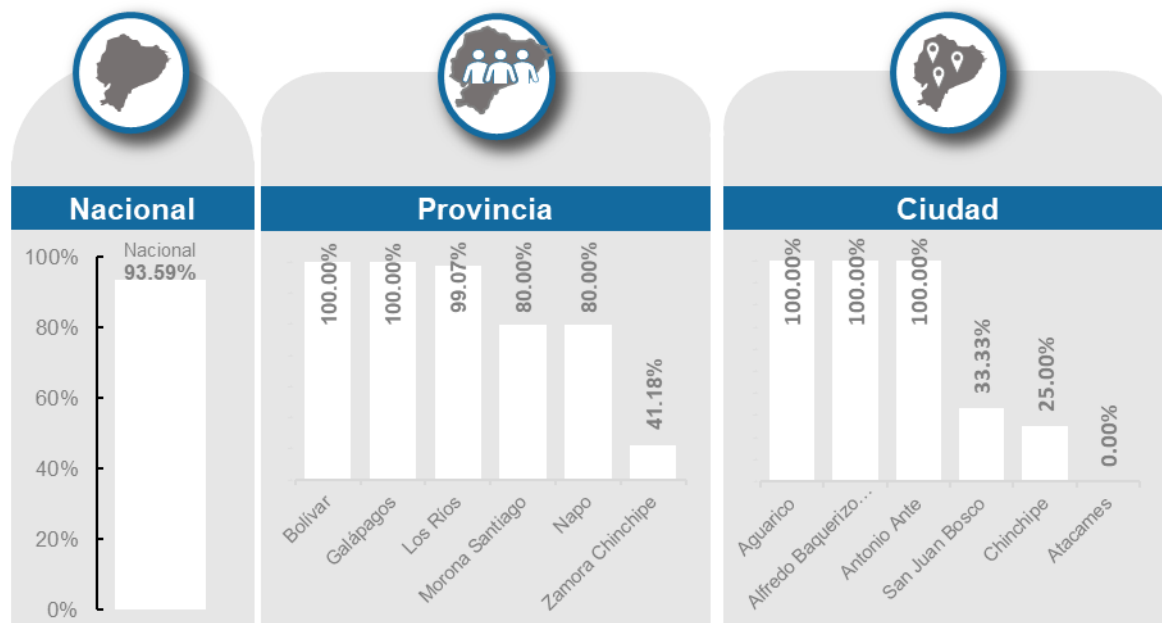 Nacional
Nacional
93.59%
100%
80%
60%
40%
20%
0%
Provincia
100.00%
100.00%
99.07%
80.00%
80.00%
41.18%
Bolívar
Galápagos
Los Ríos
Morona Santiago
Napo
Zamora Chinchipe
Ciudad
100.00%
100.00%
100.00%
33.33%
25.00%
0.00%
Aguarico
Alfredo Baquerizo...
Antonio Ante
San Juan Bosco
Chinchipe
Atacames